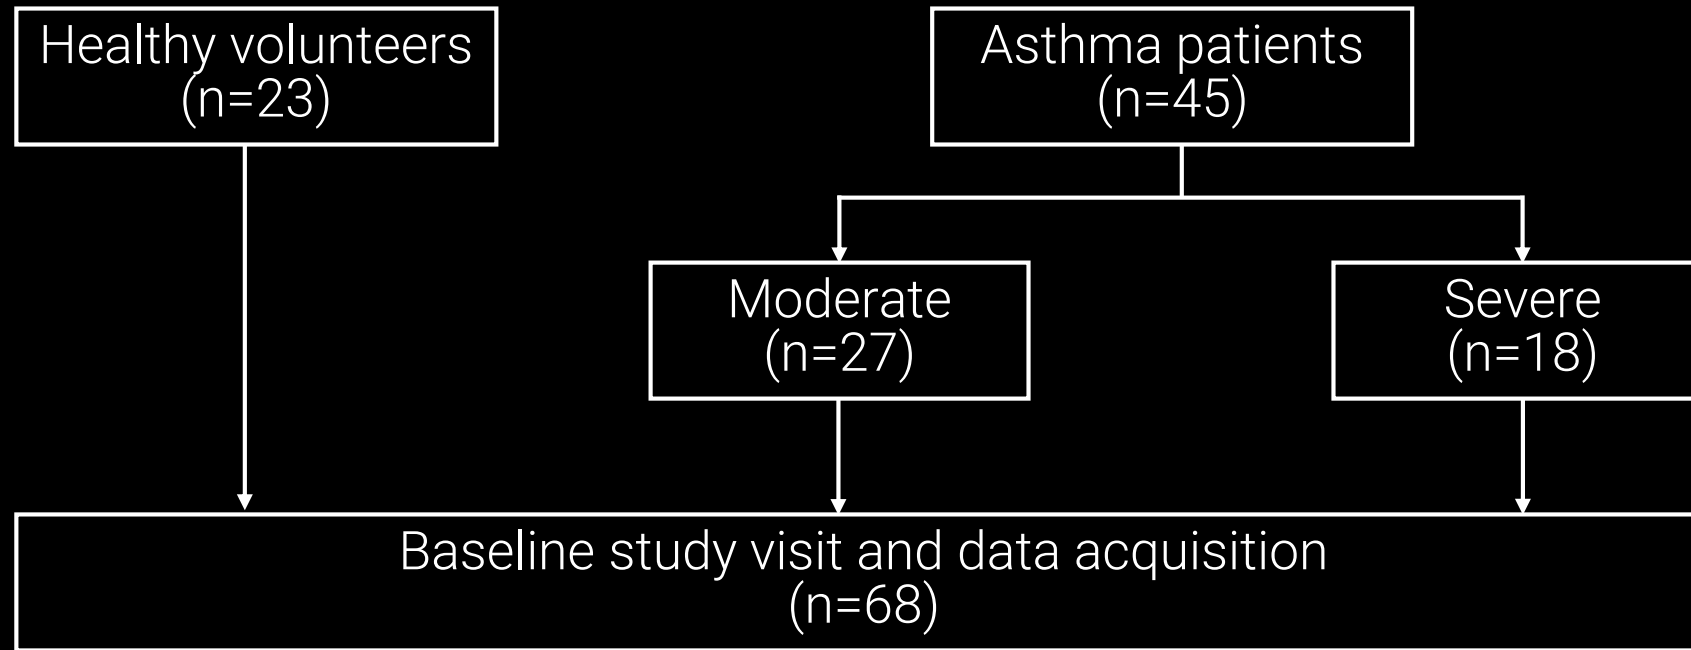 Healthy volunteers
(n=23)
Asthma patients
(n=45)
Moderate
(n=27)
Severe
(n=18)
Baseline study visit and data acquisition
(n=68)